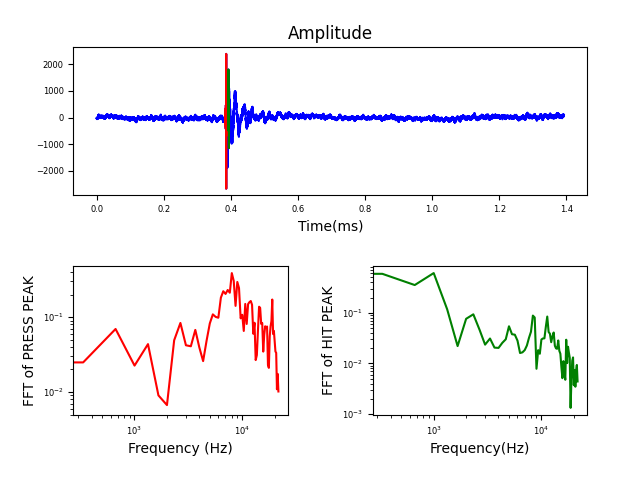 Amplitude
2000
1000
0
−1000
−2000
0.0 0.2 0.4 0.6 0.8 1.0 1.2 1.4
Time(ms)
FFT of PRESS PEAK
10⁻¹
10⁻²
10³ 10⁴
Frequency (Hz)
FFT of HIT PEAK
10⁻¹
10⁻²
10⁻³
10³ 10⁴
Frequency(Hz)